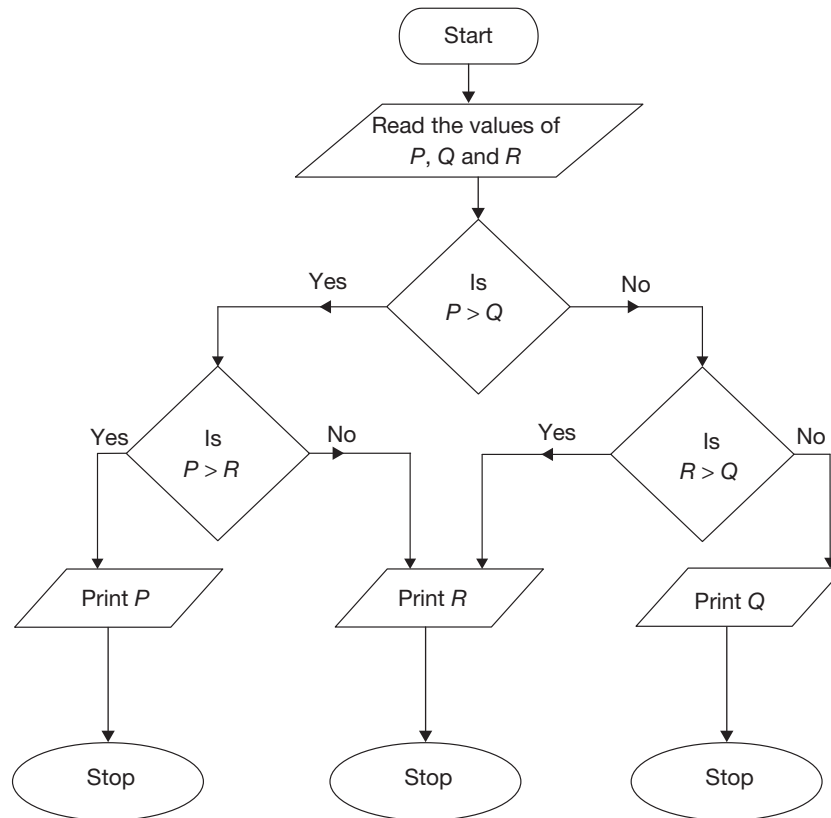 Start
Read the values of
P, Q and R
Yes
Is
P > Q
No
Yes
Is
P > R
No
Yes
Is
R > Q
No
Print P
Print R
Print Q
Stop
Stop
Stop